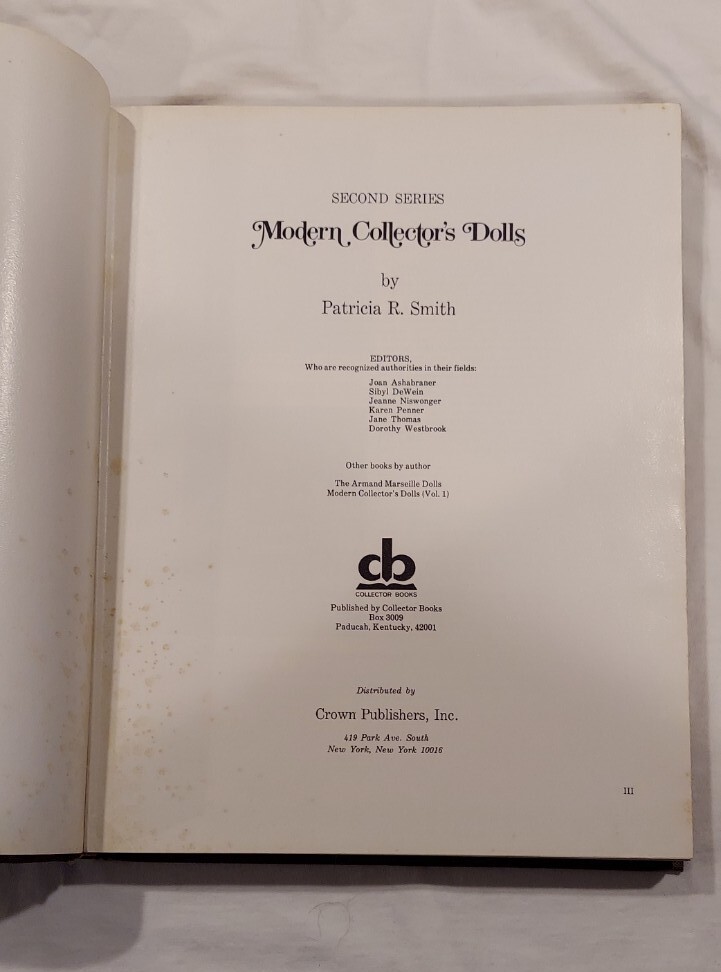 SECOND SERIES
Modern Collector's Dolls
by
Patricia R. Smith
EDITORS,
Who are recognized authorities in their fields:
Joan Ashabraner
Sibyl DeWein
Jeanne Niswonger
Karen Penner
Jane Thomas
Dorothy Westbrook
Other books by author
The Armand Marseille Dolls
Modern Collector's Dolls (Vol. 1)
cb
COLLECTOR BOOKS
Published by Collector Books
Box 3009
Paducah, Kentucky, 42001
Distributed by
Crown Publishers, Inc.
419 Park Ave. South
New York, New York 10016
III